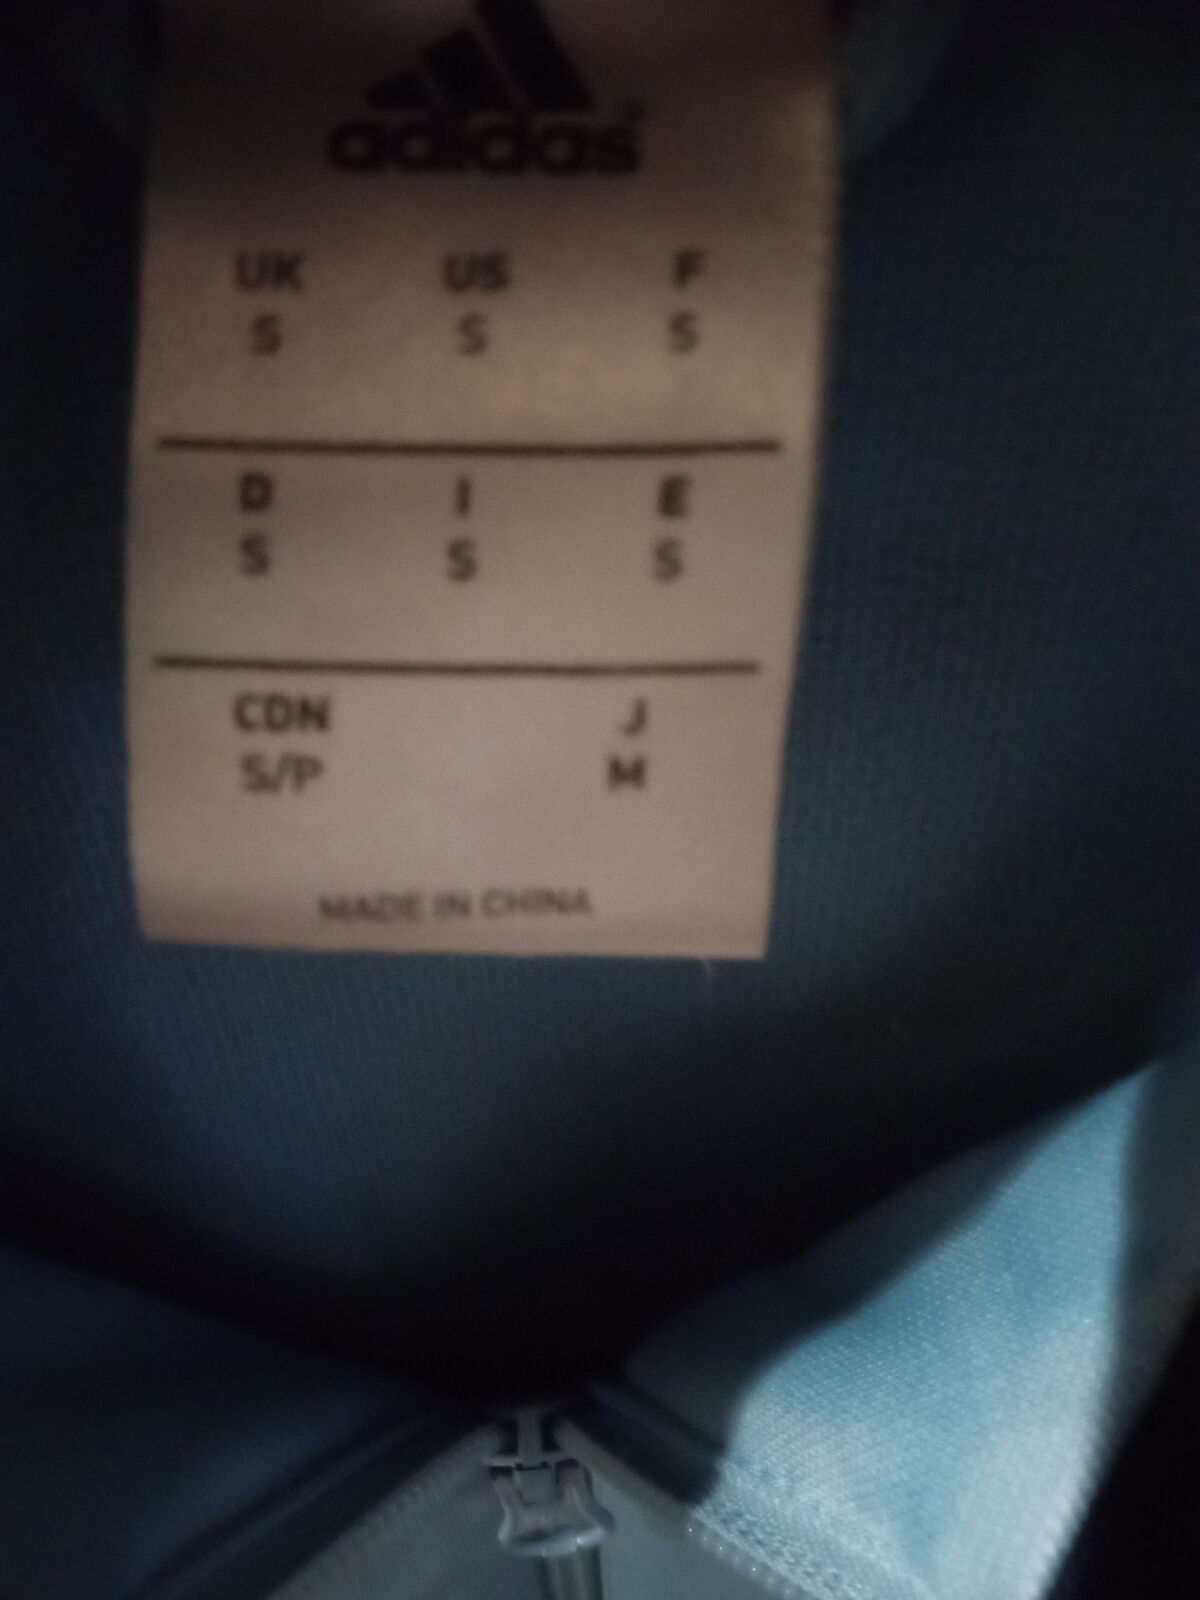 adidas®
UK US F
S S S
D I E
S S S
CDN J
S/P M
MADE IN CHINA